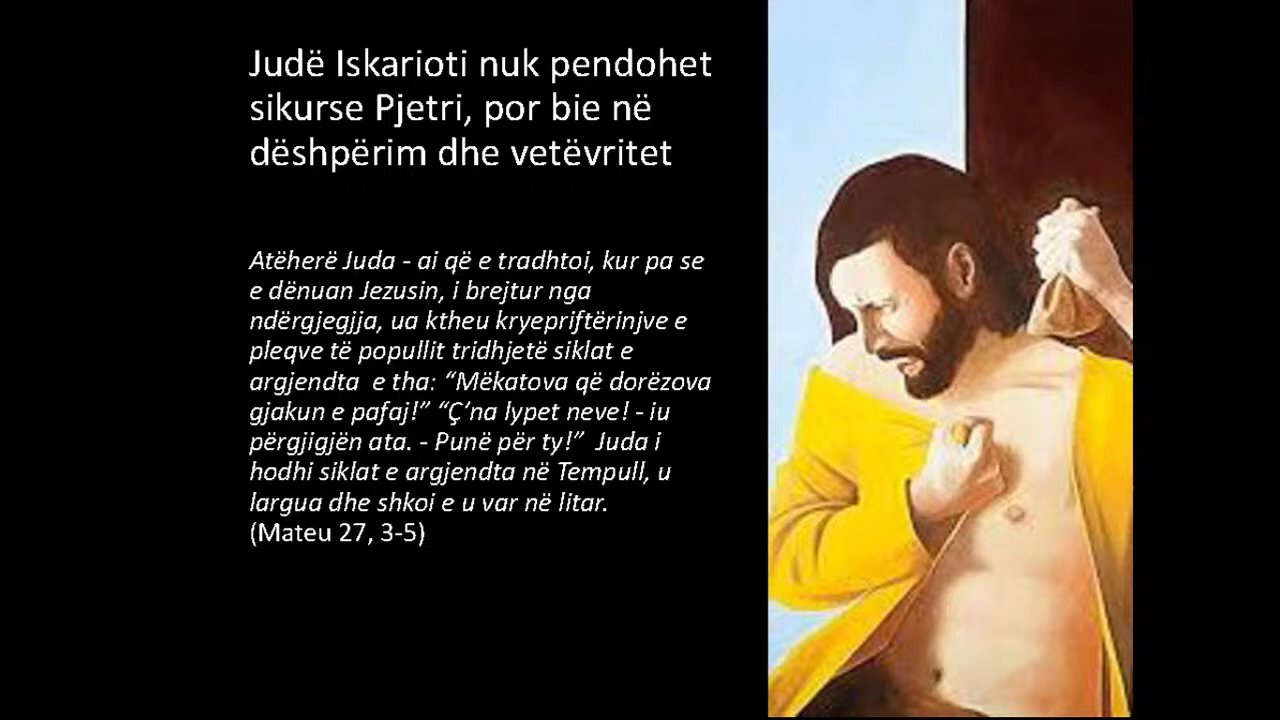 Judë Iskarioti nuk pendohet
sikurse Pjetri, por bie në
dëshpërim dhe vetëvritet
Atëherë Juda - ai që e tradhtoi, kur pa se
e dënuan Jezusin, i brejtur nga
ndërgjegjja, ua ktheu kryepriftërinjve e
pleqve të popullit tridhjetë siklat e
argjendta  e tha: “Mëkatova që dorëzova
gjakun e pafaj!” “Ç’na lypet neve! - iu
përgjigjën ata. - Punë për ty!”  Juda i
hodhi siklat e argjendta në Tempull, u
largua dhe shkoi e u var në litar.
(Mateu 27, 3-5)